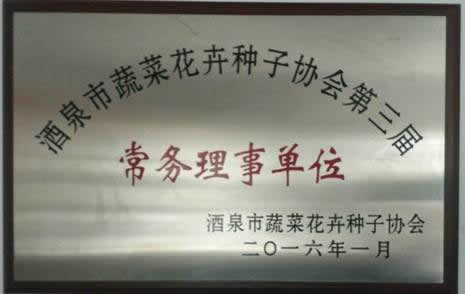 酒泉市蔬菜花卉种子协会第三届
常务理事单位
酒泉市蔬菜花卉种子协会
二〇一六年一月